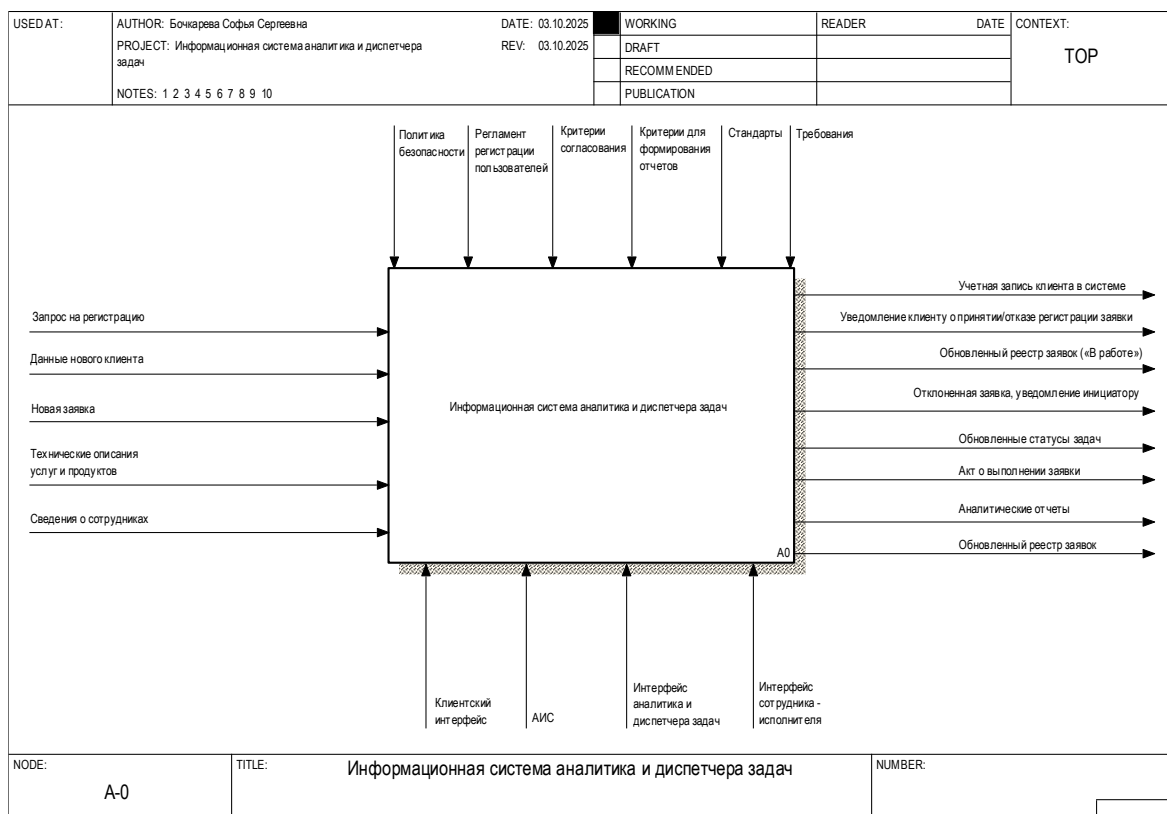 USED AT:
AUTHOR: Бочкарева Софья Сергеевна
DATE: 03.10.2025
PROJECT: Информационная система аналитика и диспетчера
задач
REV: 03.10.2025
NOTES: 1 2 3 4 5 6 7 8 9 10
WORKING
DRAFT
RECOMMENDED
PUBLICATION
READER
DATE
CONTEXT:
TOP
Политика
безопасности
Регламент
регистрации
пользователей
Критерии
согласования
Критерии для
формирования
отчетов
Стандарты
Требования
Запрос на регистрацию
Данные нового клиента
Новая заявка
Технические описания
услуг и продуктов
Сведения о сотрудниках
Информационная система аналитика и диспетчера задач
A0
Учетная запись клиента в системе
Уведомление клиенту о принятии/отказе регистрации заявки
Обновленный реестр заявок («В работе»)
Отклоненная заявка, уведомление инициатору
Обновленные статусы задач
Акт о выполнении заявки
Аналитические отчеты
Обновленный реестр заявок
Клиентский
интерфейс
АИС
Интерфейс
аналитика и
диспетчера задач
Интерфейс
сотрудника -
исполнителя
NODE:
A-0
TITLE:
Информационная система аналитика и диспетчера задач
NUMBER: